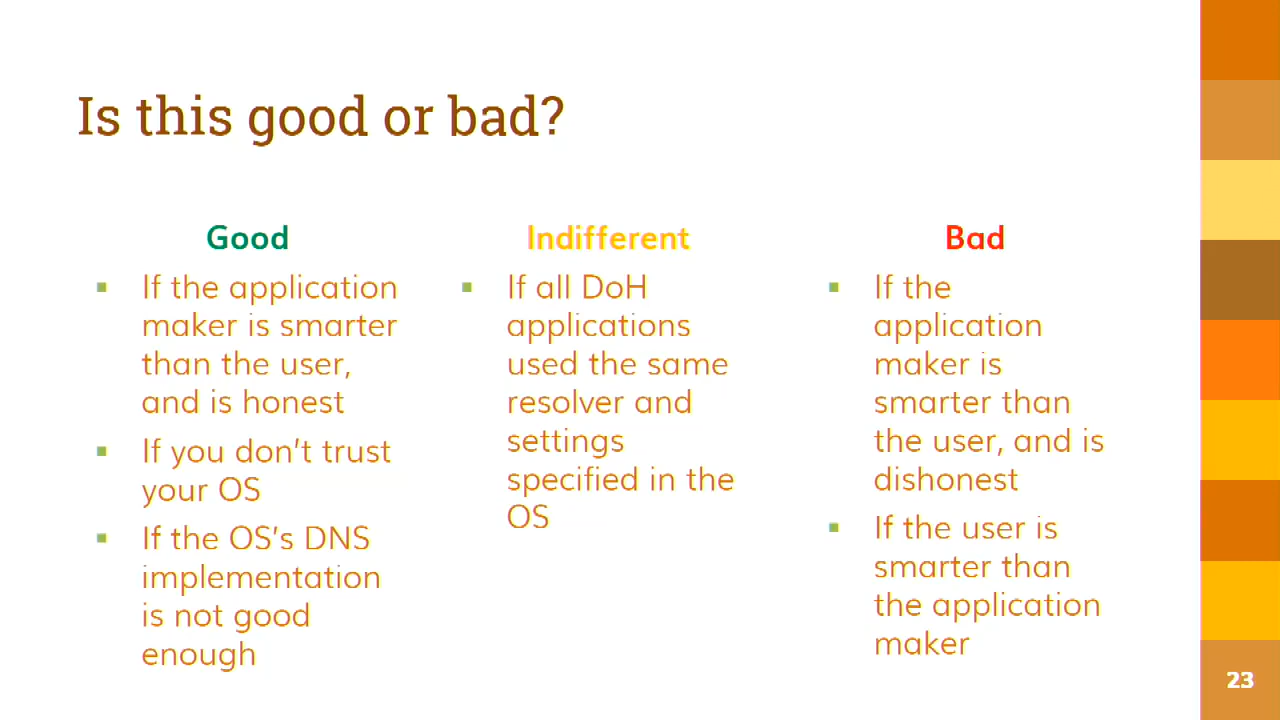 Is this good or bad?
Good
If the application
maker is smarter
than the user,
and is honest
If you don't trust
your OS
If the OS's DNS
implementation
is not good
enough
Indifferent
If all DoH
applications
used the same
resolver and
settings
specified in the
OS
Bad
If the
application
maker is
smarter than
the user, and is
dishonest
If the user is
smarter than
the application
maker
23